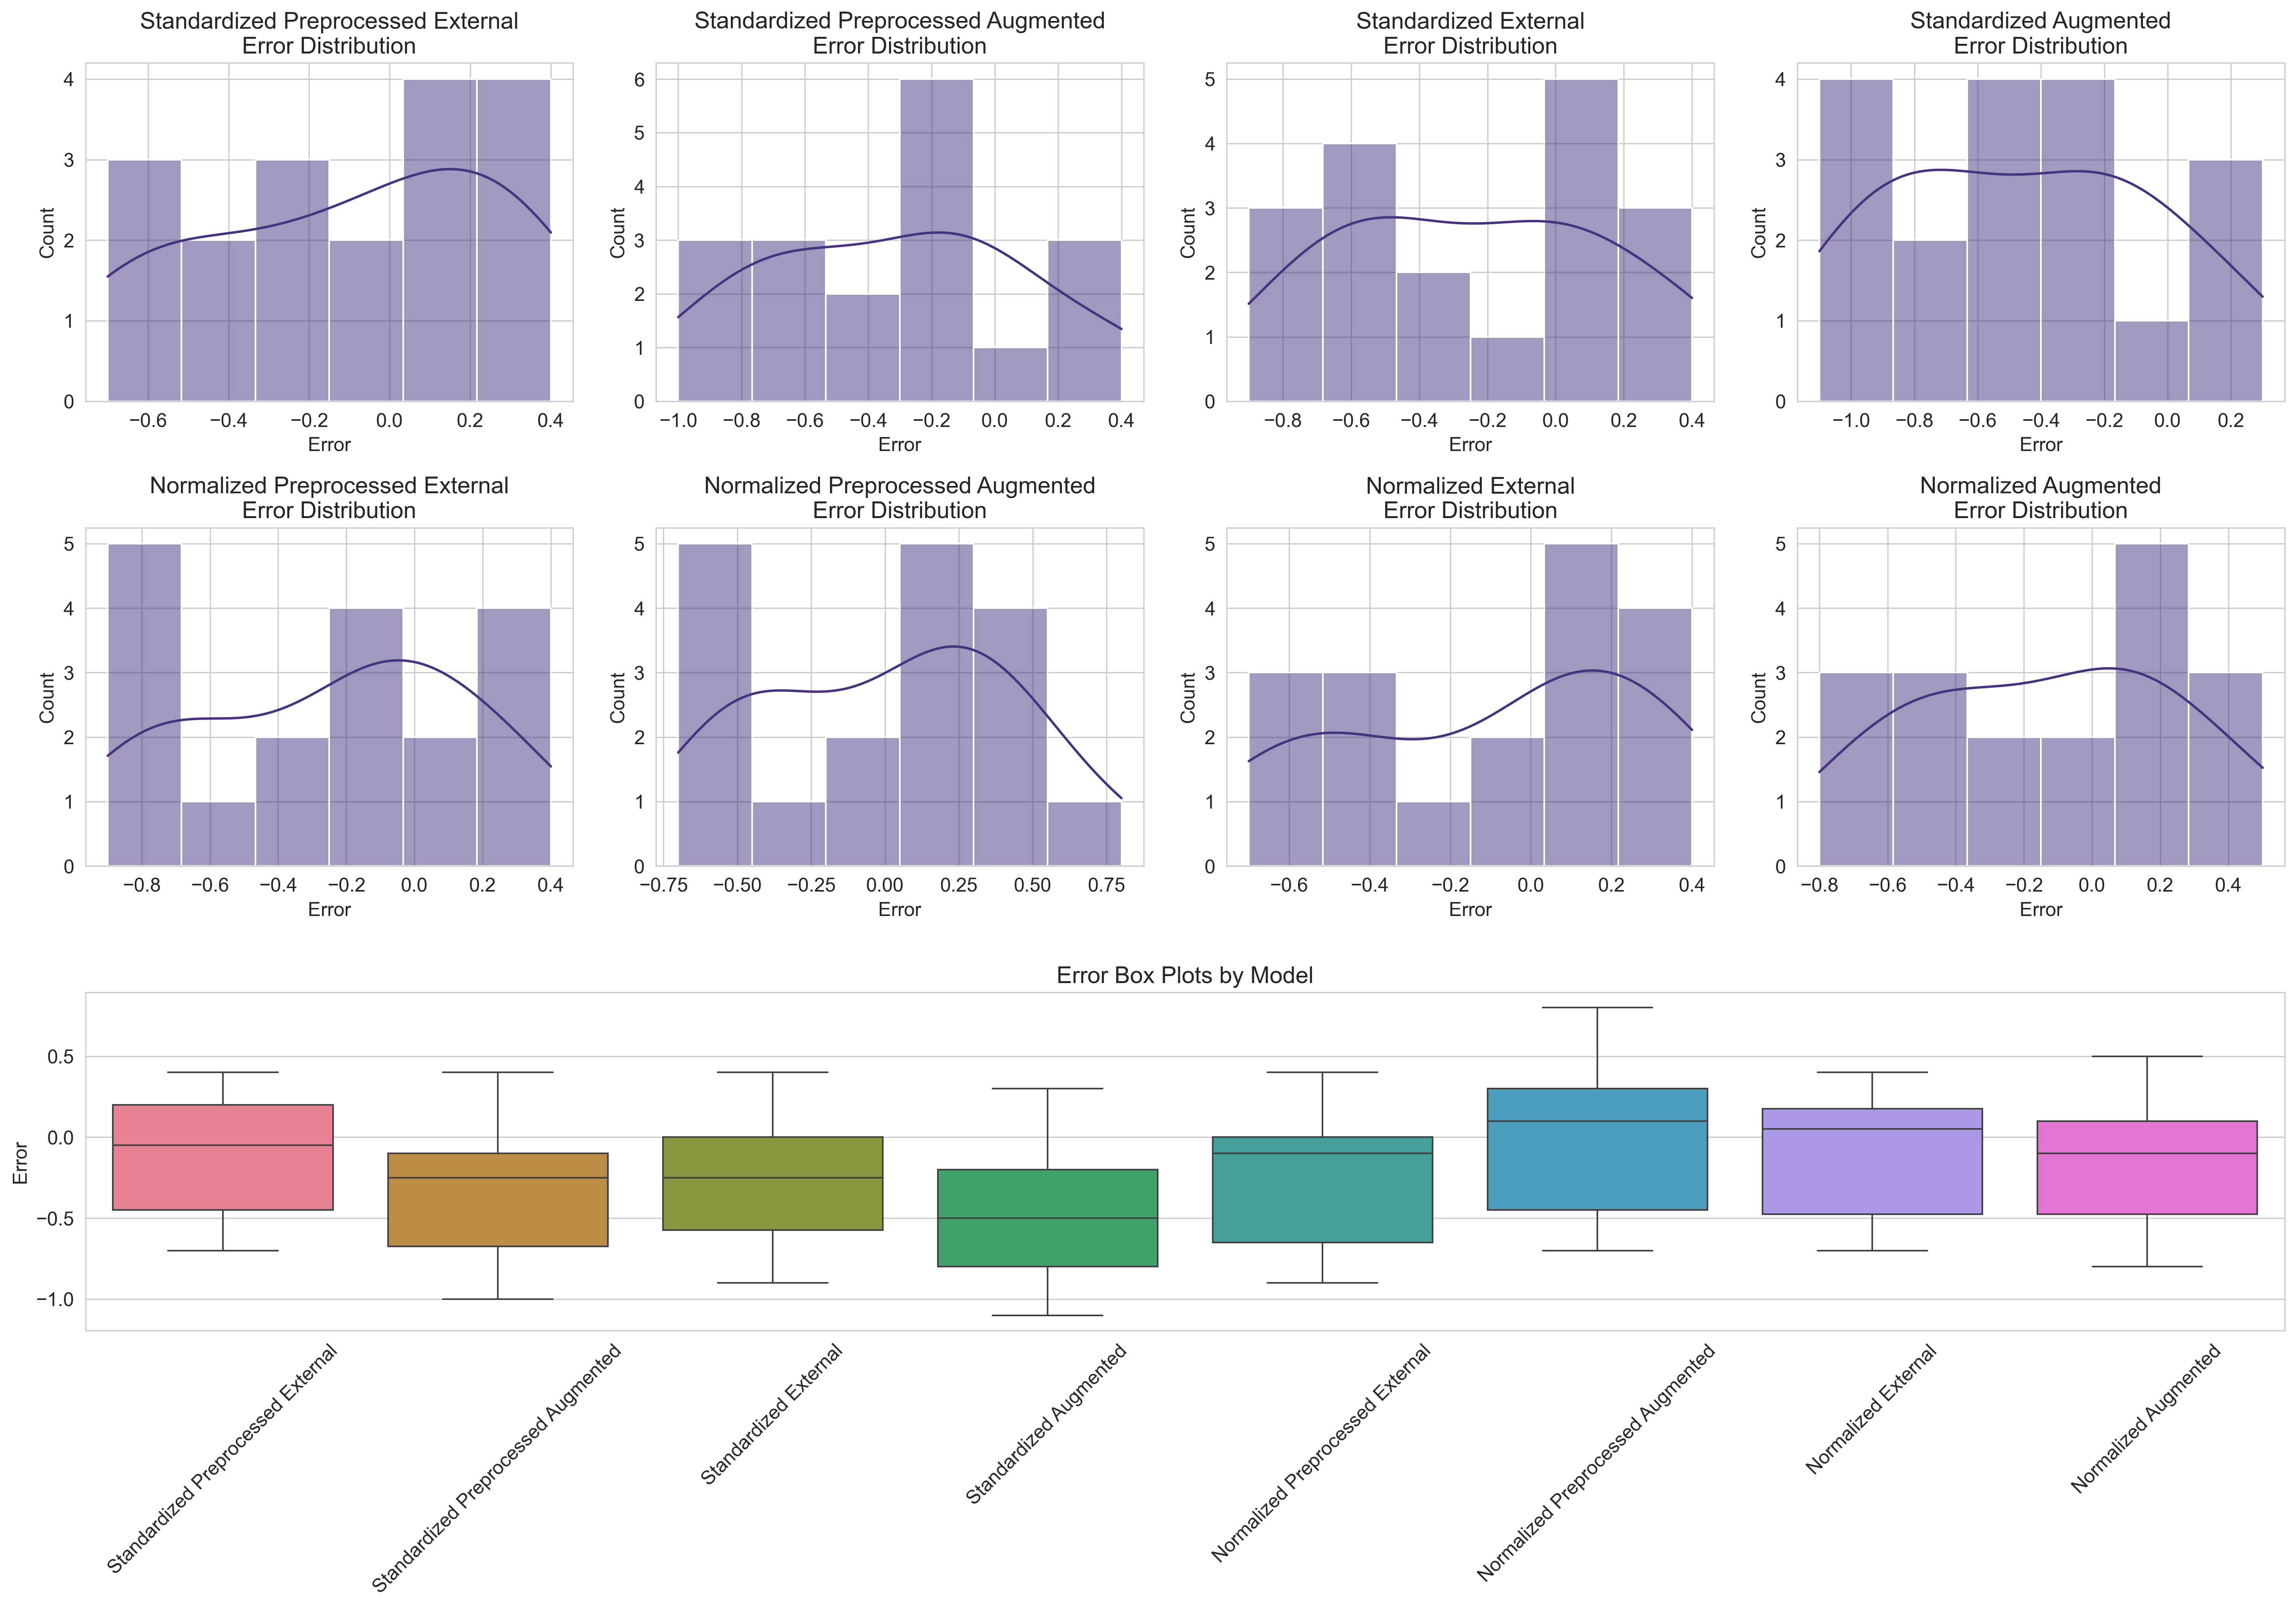 Standardized Preprocessed External
Error Distribution
Standardized Preprocessed Augmented
Error Distribution
Standardized External
Error Distribution
Standardized Augmented
Error Distribution
Count
4
3
2
1
0
−0.6 −0.4 −0.2 0.0 0.2 0.4
Error
Count
6
5
4
3
2
1
0
−1.0 −0.8 −0.6 −0.4 −0.2 0.0 0.2 0.4
Error
Count
5
4
3
2
1
0
−0.8 −0.6 −0.4 −0.2 0.0 0.2 0.4
Error
Count
4
3
2
1
0
−1.0 −0.8 −0.6 −0.4 −0.2 0.0 0.2
Error
Normalized Preprocessed External
Error Distribution
Normalized Preprocessed Augmented
Error Distribution
Normalized External
Error Distribution
Normalized Augmented
Error Distribution
Count
5
4
3
2
1
0
−0.8 −0.6 −0.4 −0.2 0.0 0.2 0.4
Error
Count
5
4
3
2
1
0
−0.75 −0.50 −0.25 0.00 0.25 0.50 0.75
Error
Count
5
4
3
2
1
0
−0.6 −0.4 −0.2 0.0 0.2 0.4
Error
Count
5
4
3
2
1
0
−0.8 −0.6 −0.4 −0.2 0.0 0.2 0.4
Error
Error Box Plots by Model
Error
0.5
0.0
−0.5
−1.0
Standardized Preprocessed External
Standardized Preprocessed Augmented
Standardized External
Standardized Augmented
Normalized Preprocessed External
Normalized Preprocessed Augmented
Normalized External
Normalized Augmented